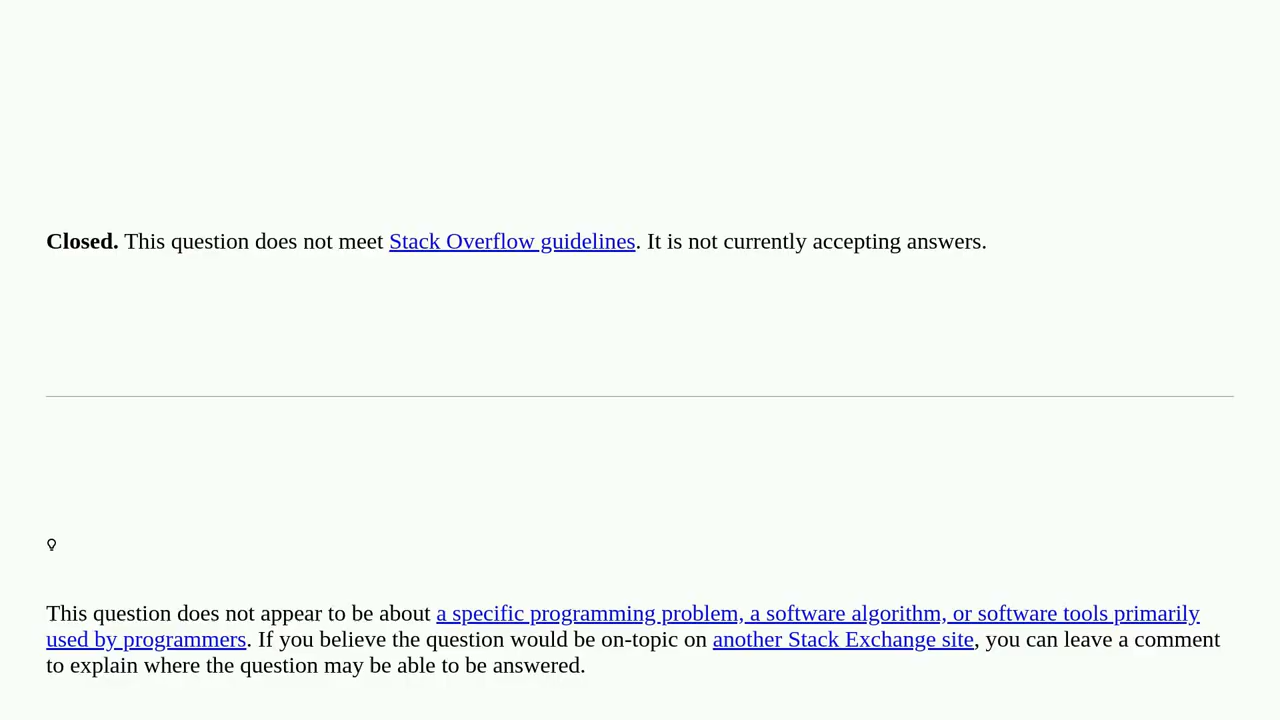 Closed. This question does not meet Stack Overflow guidelines. It is not currently accepting answers.
This question does not appear to be about a specific programming problem, a software algorithm, or software tools primarily
used by programmers. If you believe the question would be on-topic on another Stack Exchange site, you can leave a comment
to explain where the question may be able to be answered.